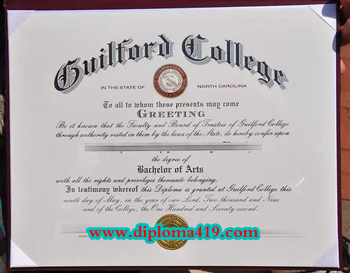 Guilford College
IN THE STATE OF NORTH CAROLINA
To all to whom these presents may come
GREETING
Be it known that the Faculty and Board of Trustees of Guilford College
through authority vested in them by the laws of the State, do hereby confer upon
the degree of
Bachelor of Arts
with all the rights and privileges thereunto belonging.
In testimony whereof this Diploma is granted at Guilford College this
ninth day of May, in the year of our Lord, Two thousand and Nine
and of the College, the One Hundred and Seventy-second.
www.diploma419.com